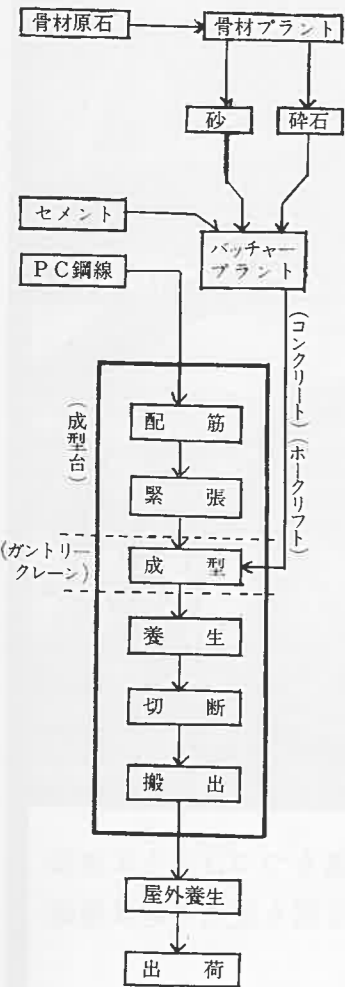 骨材原石
骨材プラント
砂
砕石
セメント
バッチャー
プラント
PC鋼線
(コンクリート)(ホークリフト)
(成型台)
配筋
緊張
(ガントリー
クレーン)
成型
養生
切断
搬出
屋外養生
出荷